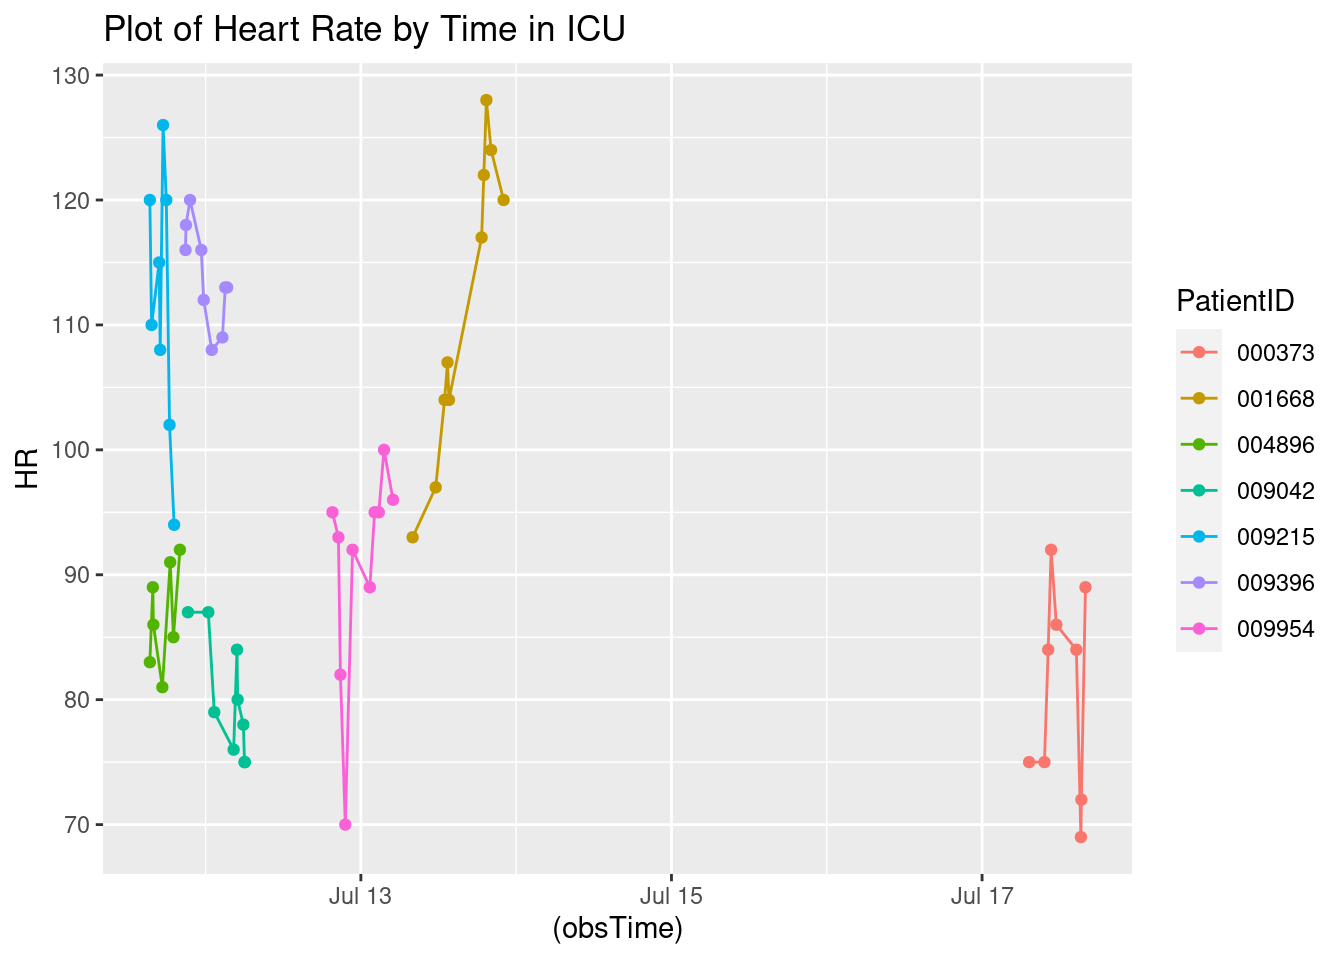 Plot of Heart Rate by Time in ICU
130
120
110
100
90
80
70
HR
Jul 13
Jul 15
Jul 17
(obsTime)
PatientID
000373
001668
004896
009042
009215
009396
009954